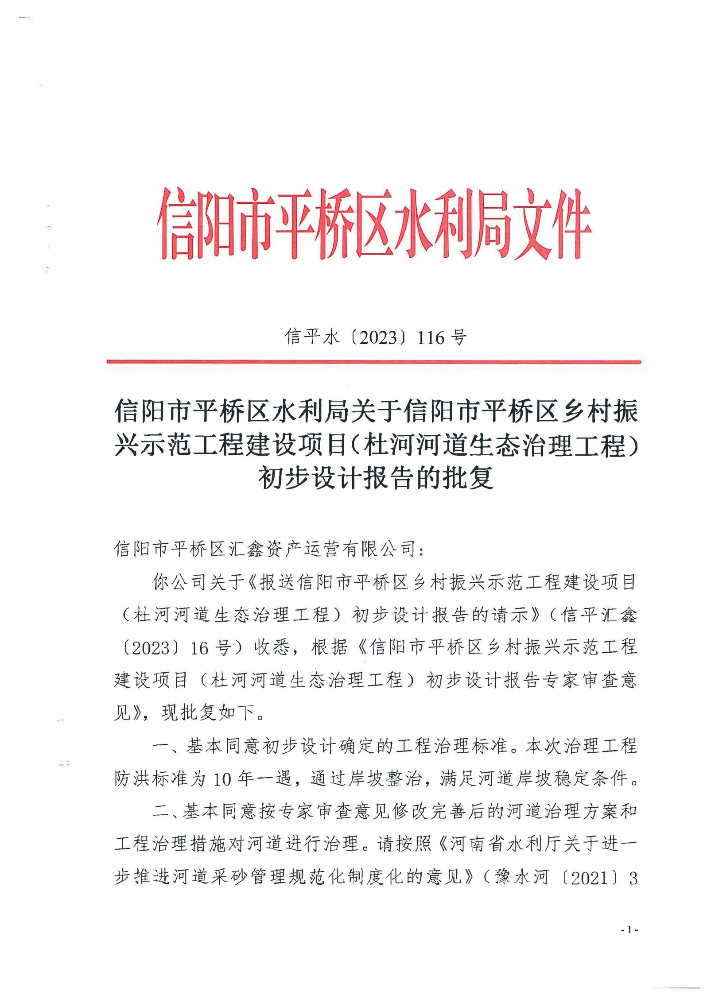 信阳市平桥区水利局文件
信平水〔2023〕116号
信阳市平桥区水利局关于信阳市平桥区乡村振
兴示范工程建设项目(杜河河道生态治理工程)
初步设计报告的批复
信阳市平桥区汇鑫资产运营有限公司:
你公司关于《报送信阳市平桥区乡村振兴示范工程建设项目
（杜河河道生态治理工程）初步设计报告的请示》（信平汇鑫
〔2023〕16号）收悉，根据《信阳市平桥区乡村振兴示范工程
建设项目（杜河河道生态治理工程）初步设计报告专家审查意
见》，现批复如下。
一、基本同意初步设计确定的工程治理标准。本次治理工程
防洪标准为10年一遇，通过岸坡整治，满足河道岸坡稳定条件。
二、基本同意按专家审查意见修改完善后的河道治理方案和
工程治理措施对河道进行治理。请按照《河南省水利厅关于进一
步推进河道采砂管理规范化制度化的意见》（豫水河〔2021〕3
-1-